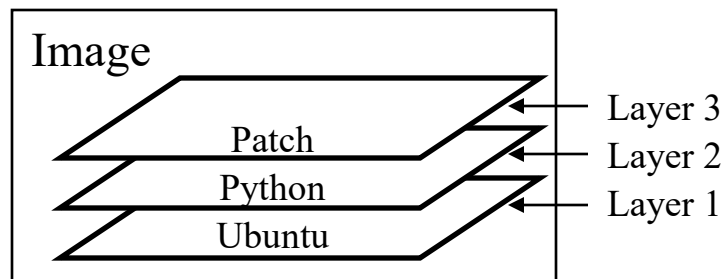 Image
Patch
Layer 3
Python
Layer 2
Ubuntu
Layer 1